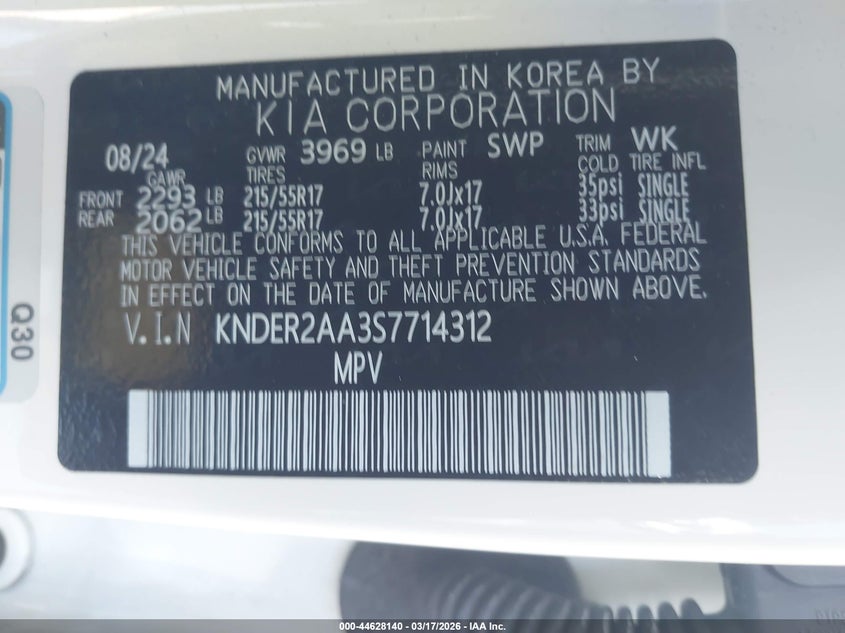 MANUFACTURED IN KOREA BY
KIA CORPORATION
08/24 GVWR 3969 LB PAINT SWP TRIM WK
GAWR TIRES RIMS COLD TIRE INFL
FRONT 2293 LB 215/55R17 7.0Jx17 35psi SINGLE
REAR 2062 LB 215/55R17 7.0Jx17 33psi SINGLE
THIS VEHICLE CONFORMS TO ALL APPLICABLE U.S.A. FEDERAL
MOTOR VEHICLE SAFETY AND THEFT PREVENTION STANDARDS
IN EFFECT ON THE DATE OF MANUFACTURE SHOWN ABOVE.
V.I.N KNDER2AA3S7714312
MPV
Q30
000-44628140 - 03/17/2026 - IAA Inc.